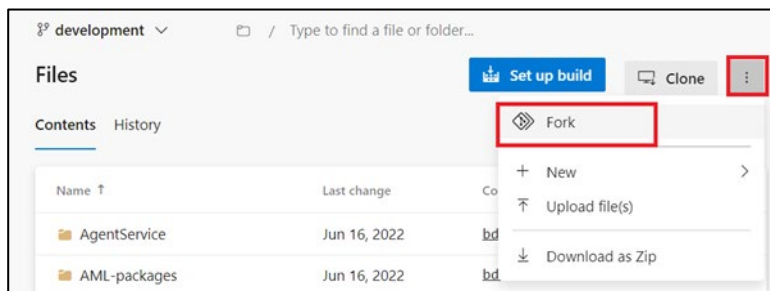 development
/ Type to find a file or folder...
Files
Set up build
Clone
Contents History
Fork
New
Upload file(s)
Download as Zip
Name ↑ Last change Co
AgentService Jun 16, 2022 bd
AML-packages Jun 16, 2022 bd